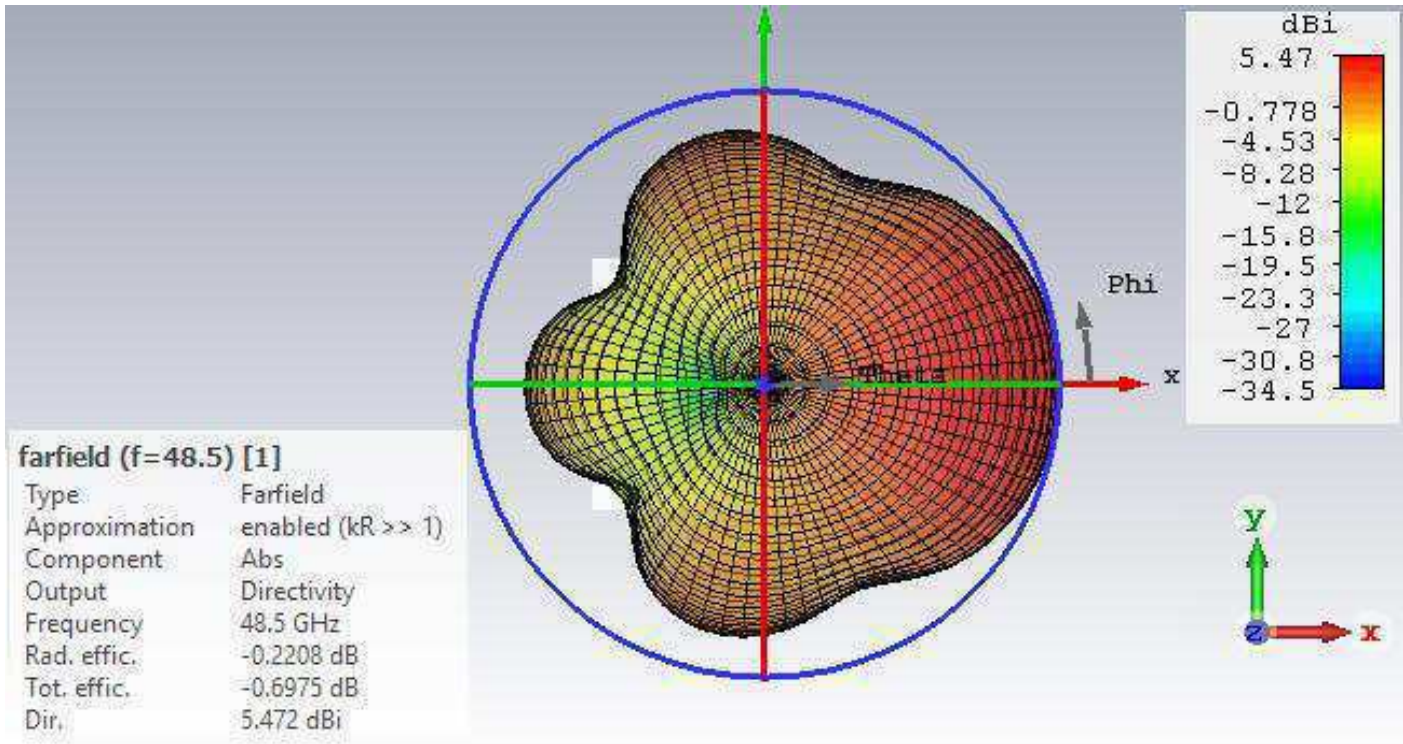 dBi
5.47
-0.778
-4.53
-8.28
-12
-15.8
-19.5
-23.3
-27
-30.8
-34.5
Phi
Theta
x
farfield (f=48.5) [1]
Type Farfield
Approximation enabled (kR >> 1)
Component Abs
Output Directivity
Frequency 48.5 GHz
Rad. effic. -0.2208 dB
Tot. effic. -0.6975 dB
Dir. 5.472 dBi
y
z x